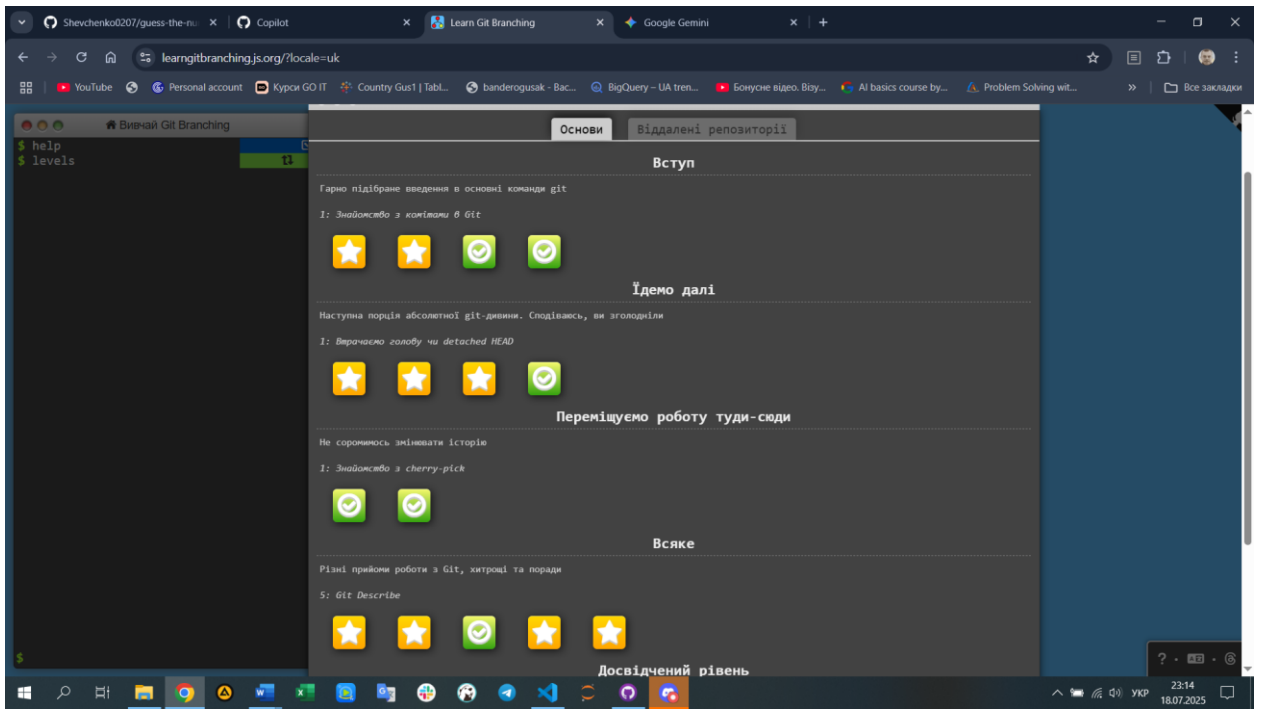 Shevchenko0207/guess-the-nu
Copilot
Learn Git Branching
Google Gemini
learngitbranching.js.org/?locale=uk
YouTube
Personal account
Курси GO IT
Country Gus1 | Tabl...
banderogusak - Bac...
BigQuery – UA tren...
Бонусне відео. Візу...
AI basics course by...
Problem Solving wit...
»
Все закладки
Вивчай Git Branching
$ help
$ levels
$
Основи
Віддалені репозиторії
Вступ
Гарно підібране введення в основні команди git
1: Знайомство з комітами в Git
Їдемо далі
Наступна порція абсолютної git-дивини. Сподіваюсь, ви зголодніли
1: Втрачаємо голову чи detached HEAD
Переміщуємо роботу туди-сюди
Не соромимось змінювати історію
1: Знайомство з cherry-pick
Всяке
Різні прийоми роботи з Git, хитрощі та поради
5: Git Describe
Досвідчений рівень
УКР
23:14
18.07.2025